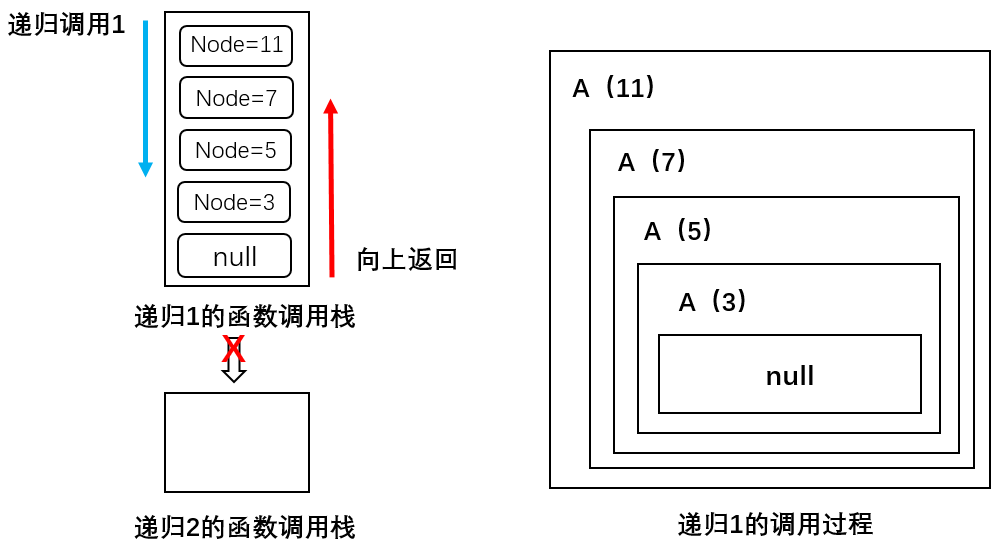 递归调用1
Node=11
Node=7
Node=5
Node=3
null
向上返回
递归1的函数调用栈
X
递归2的函数调用栈
A（11）
A（7）
A（5）
A（3）
null
递归1的调用过程